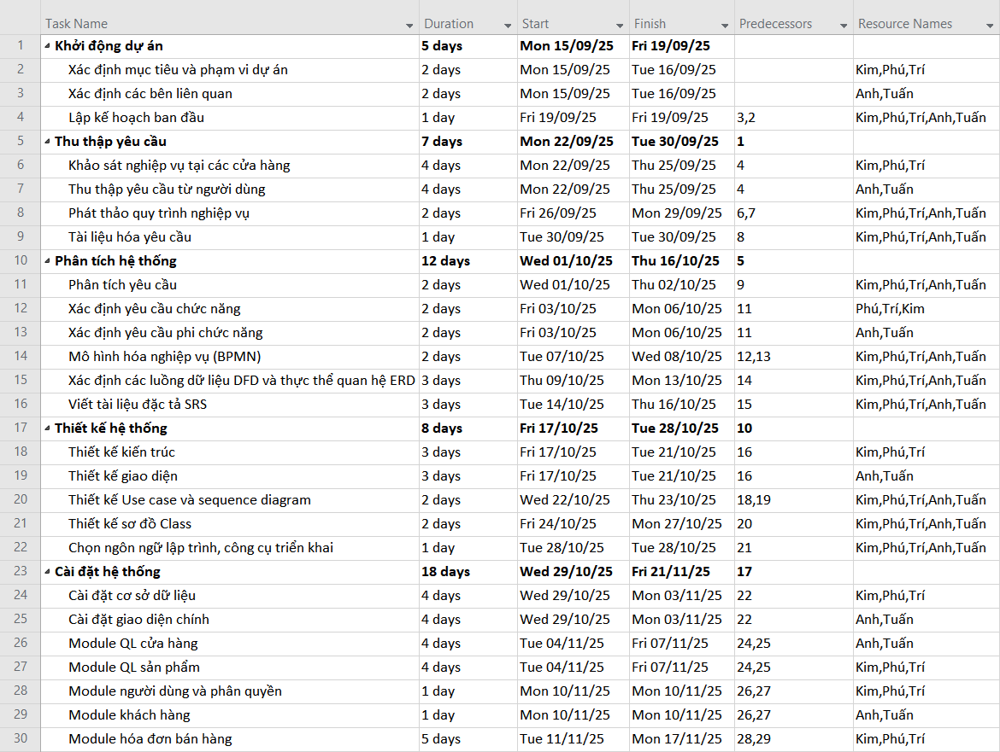 Task Name Duration Start Finish Predecessors Resource Names
1 Khởi động dự án 5 days Mon 15/09/25 Fri 19/09/25
2 Xác định mục tiêu và phạm vi dự án 2 days Mon 15/09/25 Tue 16/09/25 Kim,Phú,Trí
3 Xác định các bên liên quan 2 days Mon 15/09/25 Tue 16/09/25 Anh,Tuấn
4 Lập kế hoạch ban đầu 1 day Fri 19/09/25 Fri 19/09/25 3,2 Kim,Phú,Trí,Anh,Tuấn
5 Thu thập yêu cầu 7 days Mon 22/09/25 Tue 30/09/25 1
6 Khảo sát nghiệp vụ tại các cửa hàng 4 days Mon 22/09/25 Thu 25/09/25 4 Kim,Phú,Trí
7 Thu thập yêu cầu từ người dùng 4 days Mon 22/09/25 Thu 25/09/25 4 Anh,Tuấn
8 Phát thảo quy trình nghiệp vụ 2 days Fri 26/09/25 Mon 29/09/25 6,7 Kim,Phú,Trí,Anh,Tuấn
9 Tài liệu hóa yêu cầu 1 day Tue 30/09/25 Tue 30/09/25 8 Kim,Phú,Trí,Anh,Tuấn
10 Phân tích hệ thống 12 days Wed 01/10/25 Thu 16/10/25 5
11 Phân tích yêu cầu 2 days Wed 01/10/25 Thu 02/10/25 9 Kim,Phú,Trí,Anh,Tuấn
12 Xác định yêu cầu chức năng 2 days Fri 03/10/25 Mon 06/10/25 11 Phú,Trí,Kim
13 Xác định yêu cầu phi chức năng 2 days Fri 03/10/25 Mon 06/10/25 11 Anh,Tuấn
14 Mô hình hóa nghiệp vụ (BPMN) 2 days Tue 07/10/25 Wed 08/10/25 12,13 Kim,Phú,Trí,Anh,Tuấn
15 Xác định các luồng dữ liệu DFD và thực thể quan hệ ERD 3 days Thu 09/10/25 Mon 13/10/25 14 Kim,Phú,Trí,Anh,Tuấn
16 Viết tài liệu đặc tả SRS 3 days Tue 14/10/25 Thu 16/10/25 15 Kim,Phú,Trí,Anh,Tuấn
17 Thiết kế hệ thống 8 days Fri 17/10/25 Tue 28/10/25 10
18 Thiết kế kiến trúc 3 days Fri 17/10/25 Tue 21/10/25 16 Kim,Phú,Trí
19 Thiết kế giao diện 3 days Fri 17/10/25 Tue 21/10/25 16 Anh,Tuấn
20 Thiết kế Use case và sequence diagram 2 days Wed 22/10/25 Thu 23/10/25 18,19 Kim,Phú,Trí,Anh,Tuấn
21 Thiết kế sơ đồ Class 2 days Fri 24/10/25 Mon 27/10/25 20 Kim,Phú,Trí,Anh,Tuấn
22 Chọn ngôn ngữ lập trình, công cụ triển khai 1 day Tue 28/10/25 Tue 28/10/25 21 Kim,Phú,Trí,Anh,Tuấn
23 Cài đặt hệ thống 18 days Wed 29/10/25 Fri 21/11/25 17
24 Cài đặt cơ sở dữ liệu 4 days Wed 29/10/25 Mon 03/11/25 22 Kim,Phú,Trí
25 Cài đặt giao diện chính 4 days Wed 29/10/25 Mon 03/11/25 22 Anh,Tuấn
26 Module QL cửa hàng 4 days Tue 04/11/25 Fri 07/11/25 24,25 Anh,Tuấn
27 Module QL sản phẩm 4 days Tue 04/11/25 Fri 07/11/25 24,25 Kim,Phú,Trí
28 Module người dùng và phân quyền 1 day Mon 10/11/25 Mon 10/11/25 26,27 Kim,Phú,Trí
29 Module khách hàng 1 day Mon 10/11/25 Mon 10/11/25 26,27 Anh,Tuấn
30 Module hóa đơn bán hàng 5 days Tue 11/11/25 Mon 17/11/25 28,29 Kim,Phú,Trí